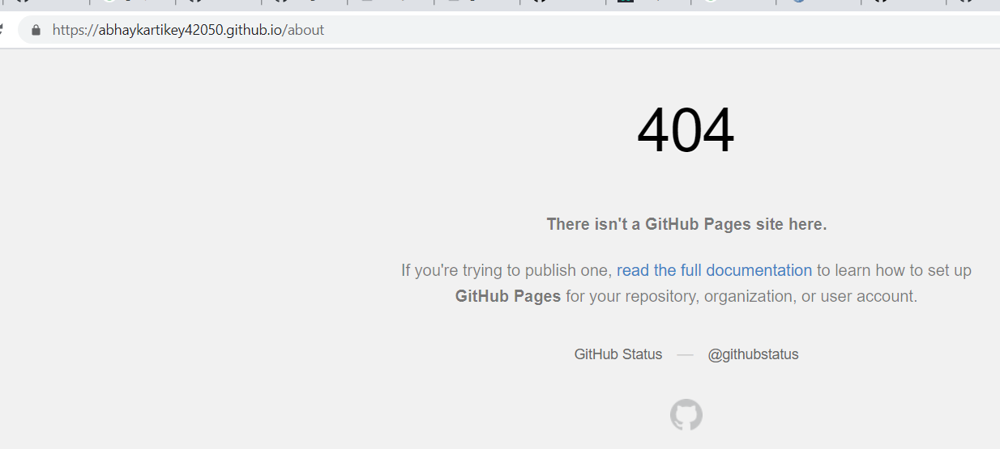 https://abhaykartikey42050.github.io/about
404
There isn't a GitHub Pages site here.
If you're trying to publish one, read the full documentation to learn how to set up
GitHub Pages for your repository, organization, or user account.
GitHub Status — @githubstatus